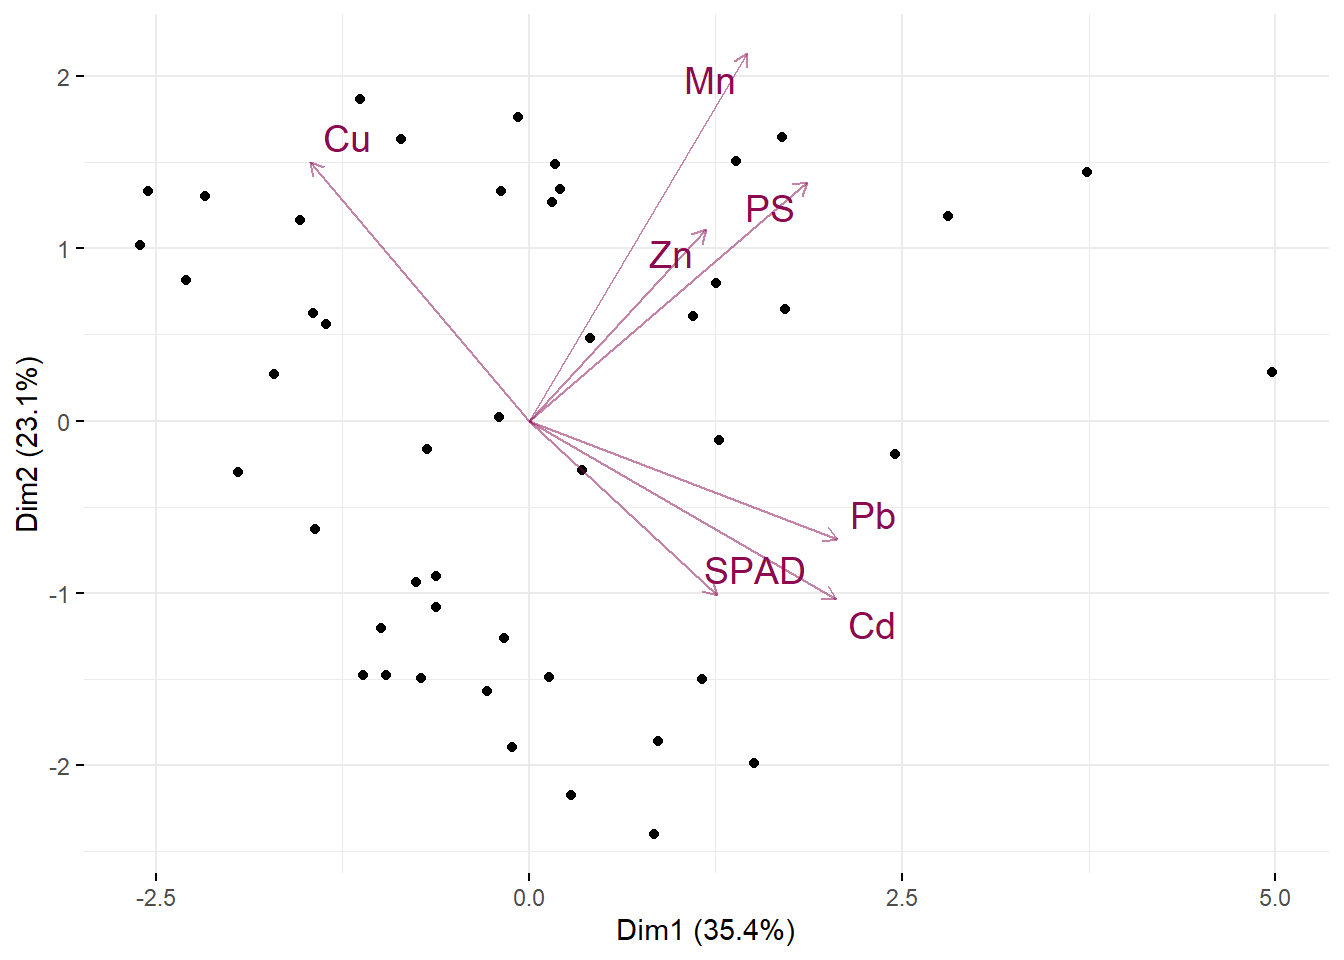 2
Mn
Cu
PS
1
Zn
0
Pb
-1
SPAD
Cd
-2
-2.5 0.0 2.5 5.0
Dim1 (35.4%)
Dim2 (23.1%)